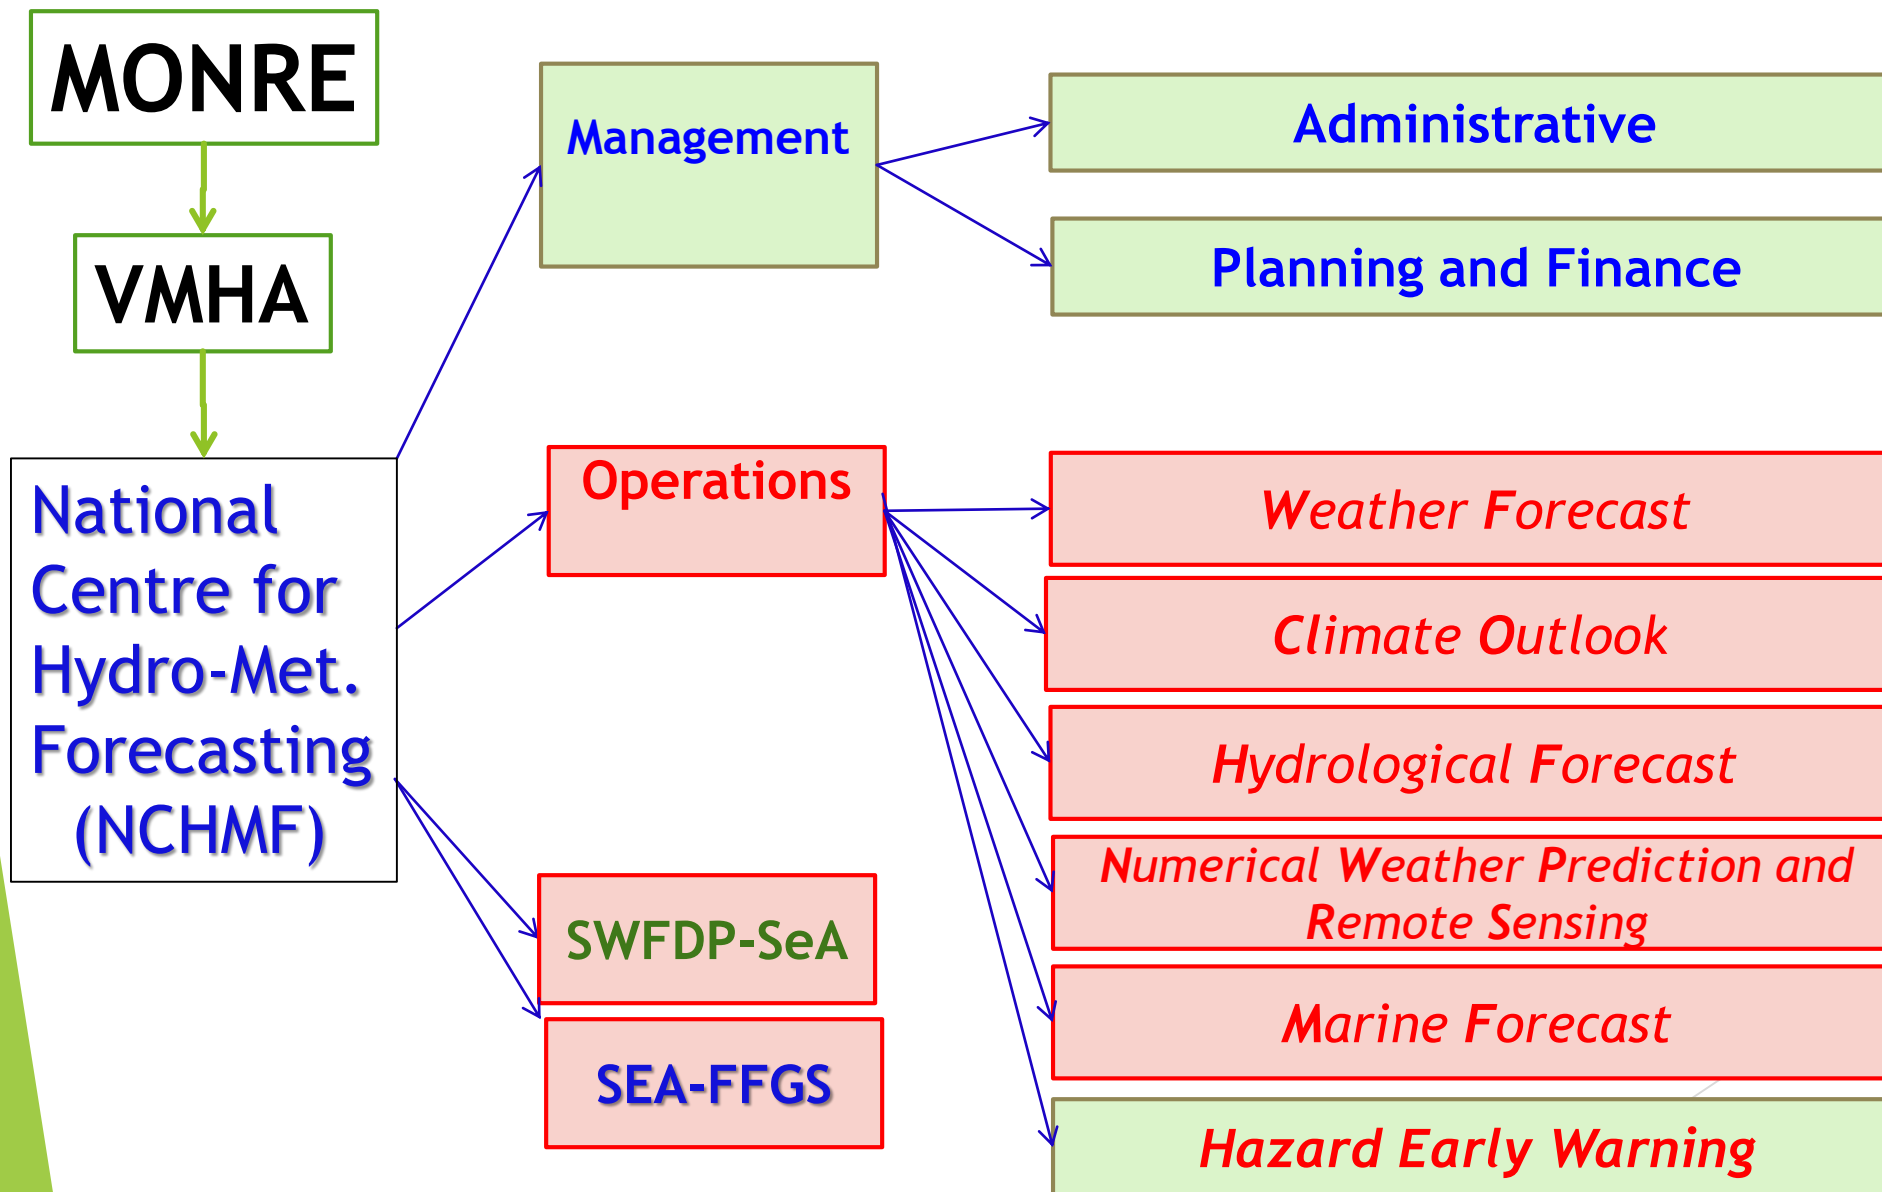 MONRE
VMHA
National
Centre for
Hydro-Met.
Forecasting
(NCHMF)
Management
Administrative
Planning and Finance
Operations
Weather Forecast
Climate Outlook
Hydrological Forecast
Numerical Weather Prediction and
Remote Sensing
Marine Forecast
Hazard Early Warning
SWFDP-SeA
SEA-FFGS